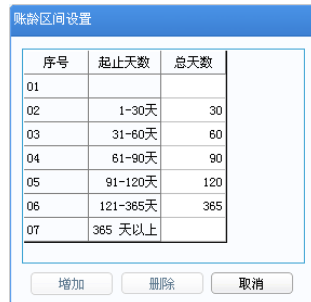 账龄区间设置
序号 起止天数 总天数
01
02 1-30天 30
03 31-60天 60
04 61-90天 90
05 91-120天 120
06 121-365天 365
07 365 天以上
增加 删除 取消